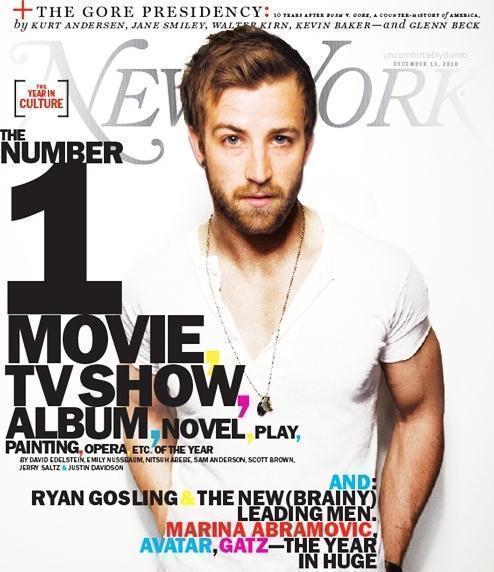 + THE GORE PRESIDENCY: 10 YEARS AFTER BUSH V. GORE, A COUNTER-HISTORY OF AMERICA,
by KURT ANDERSEN, JANE SMILEY, WALTER KIRN, KEVIN BAKER—and GLENN BECK
NEW YORK
uncomfortablydumb
DECEMBER 13, 2010
THE
YEAR IN
CULTURE
THE
NUMBER
1
MOVIE,
TV SHOW,
ALBUM, NOVEL, PLAY,
PAINTING, OPERA ETC. OF THE YEAR
BY DAVID EDELSTEIN, EMILY NUSSBAUM, NITSUH ABEBE, SAM ANDERSON, SCOTT BROWN,
JERRY SALTZ & JUSTIN DAVIDSON
AND:
RYAN GOSLING & THE NEW (BRAINY)
LEADING MEN.
MARINA ABRAMOVIC,
AVATAR, GATZ—THE YEAR
IN HUGE